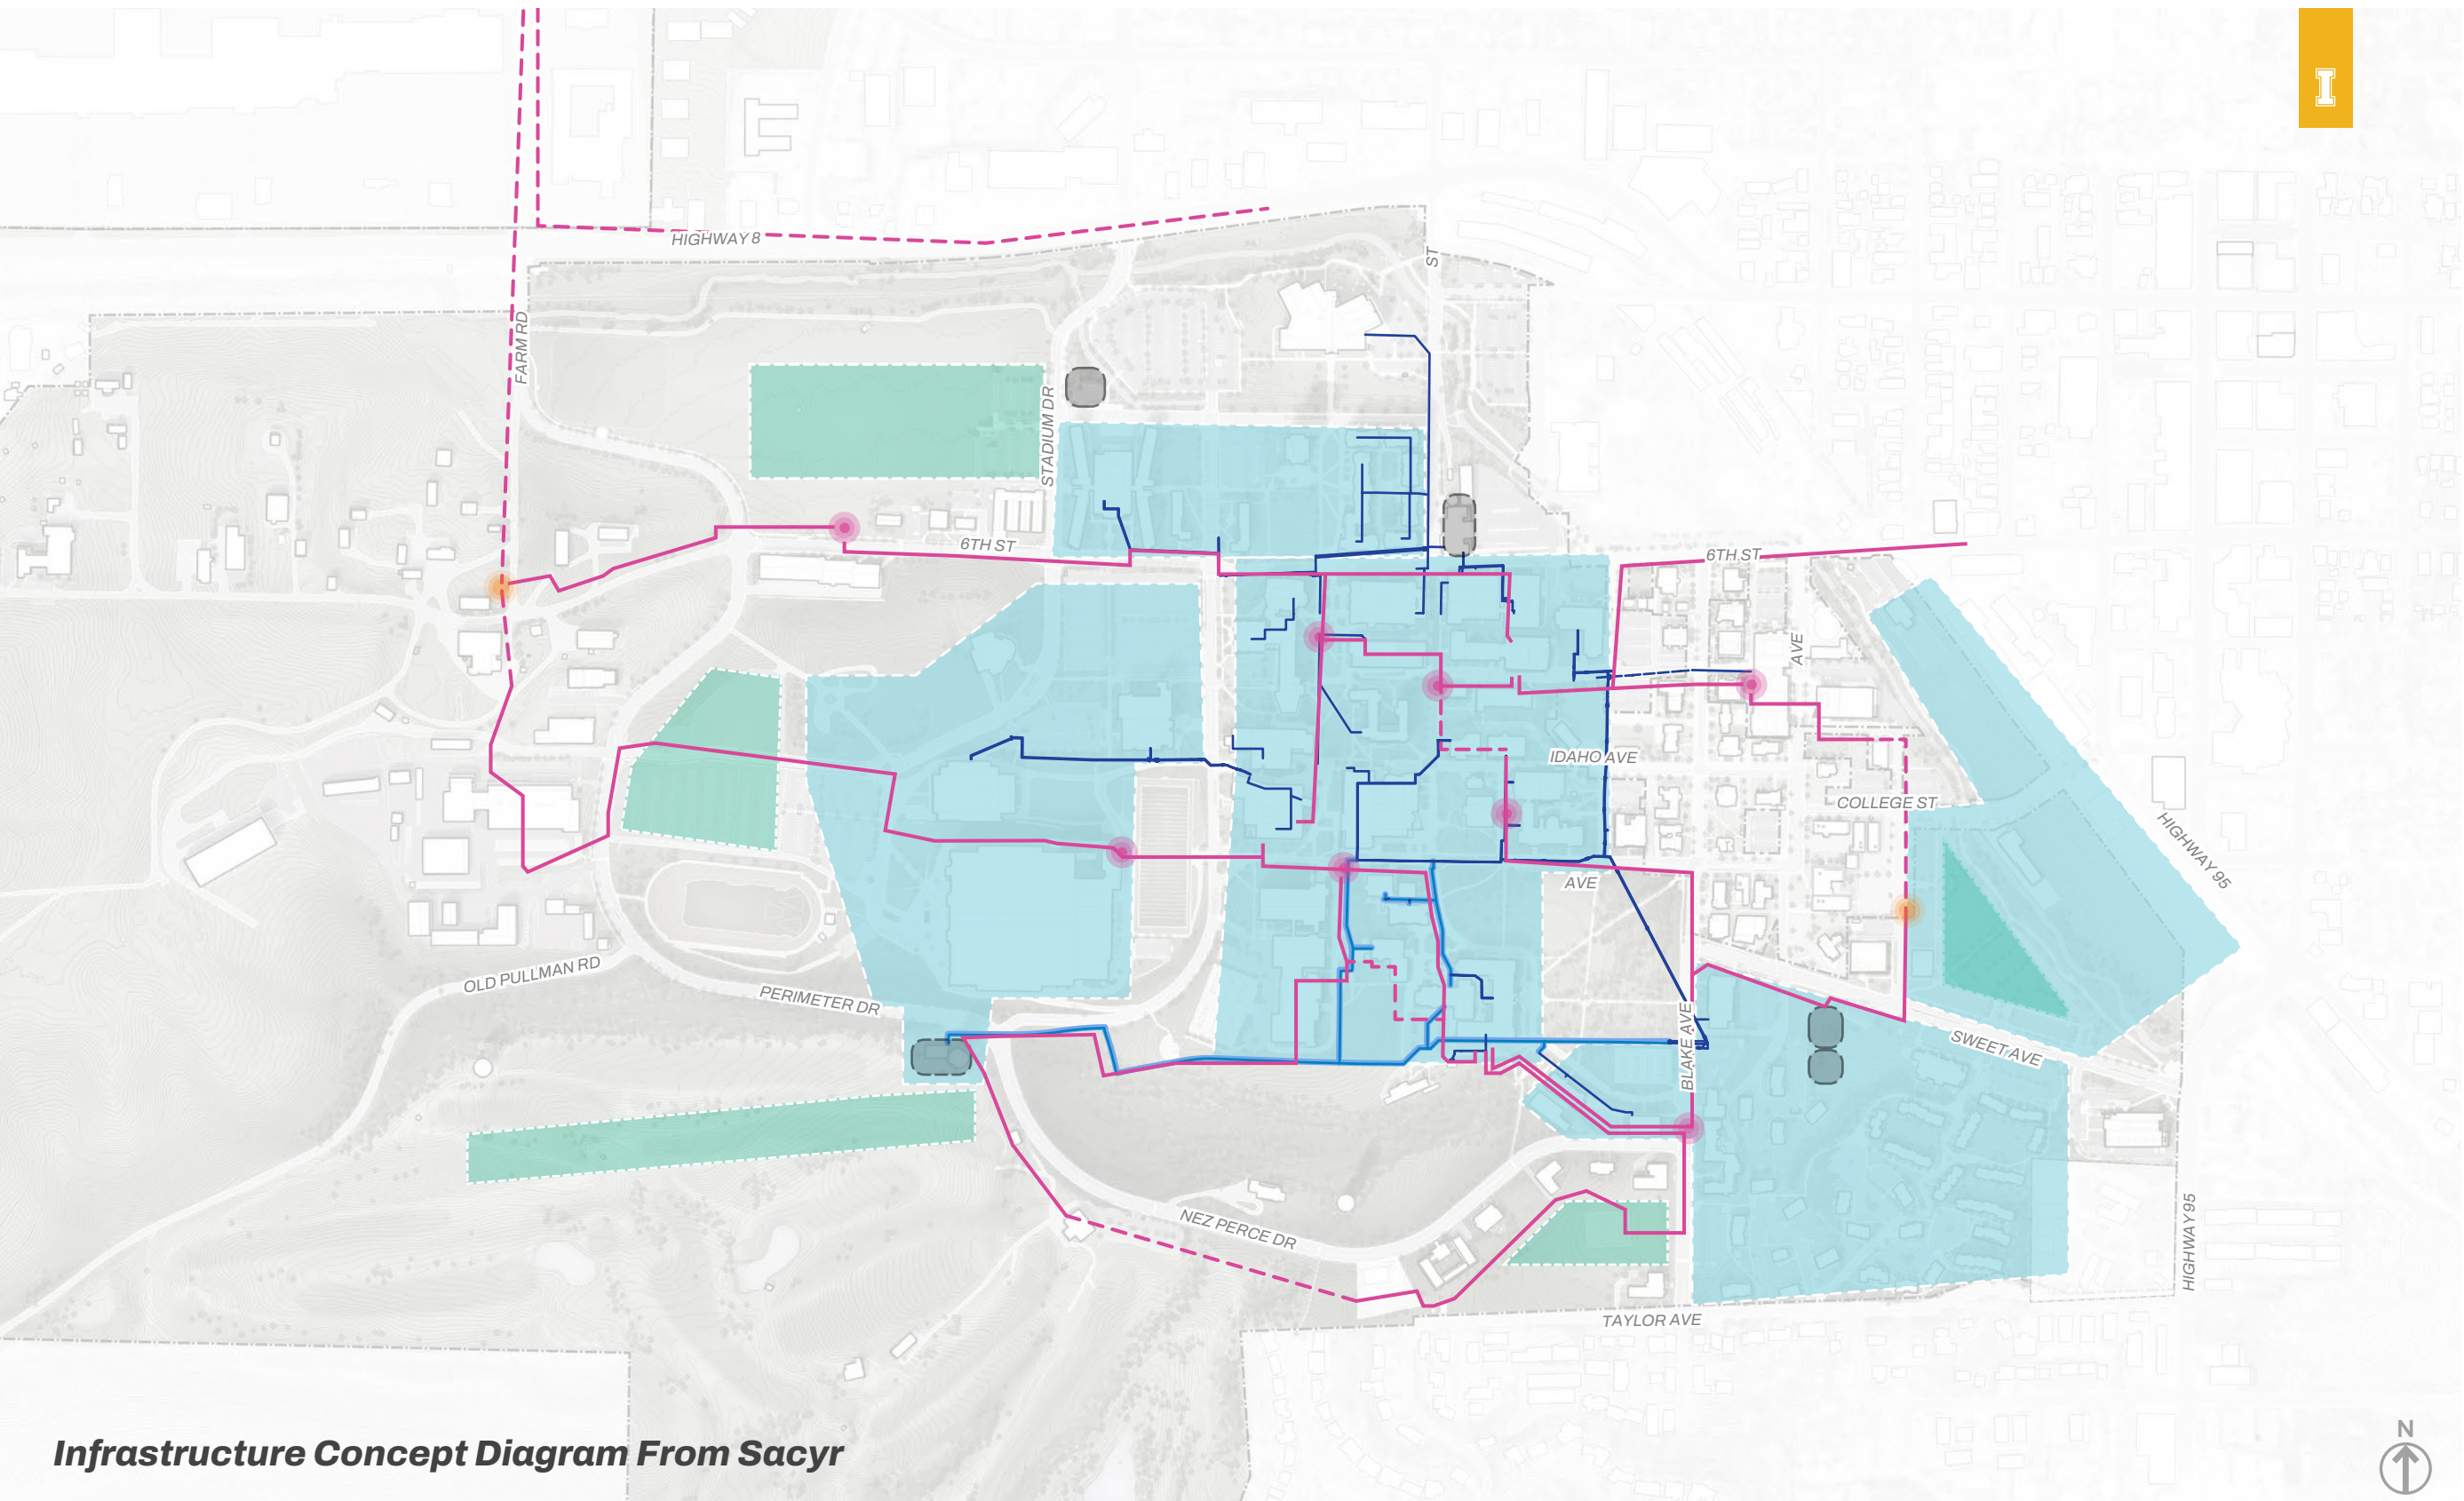 I
HIGHWAY 8
ST
FARM RD
STADIUM DR
6TH ST
6TH ST
AVE
IDAHO AVE
COLLEGE ST
HIGHWAY 95
AVE
OLD PULLMAN RD
PERIMETER DR
BLAKE AVE
SWEET AVE
NEZ PERCE DR
HIGHWAY 95
TAYLOR AVE
Infrastructure Concept Diagram From Sacyr
N